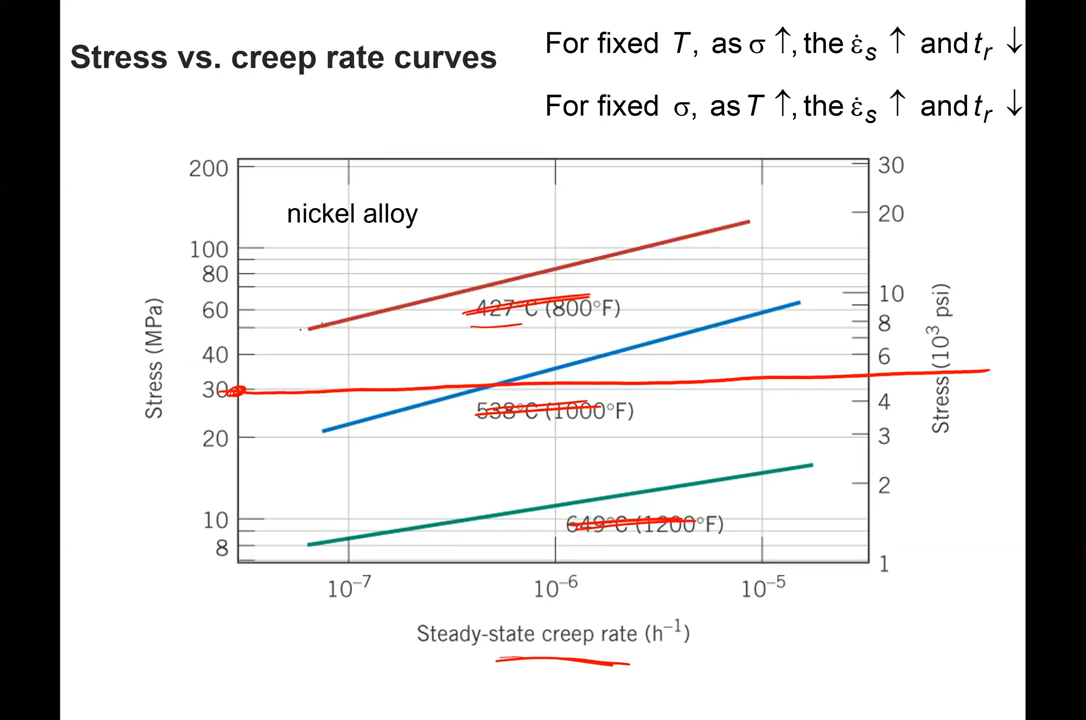 Stress vs. creep rate curves
For fixed T, as σ ↑, the ε̇s ↑ and tr ↓
For fixed σ, as T ↑, the ε̇s ↑ and tr ↓
nickel alloy
200
100
80
60
40
30
20
10
8
Stress (MPa)
427°C (800°F)
538°C (1000°F)
649°C (1200°F)
30
20
10
8
6
4
3
2
1
Stress (10³ psi)
10⁻⁷ 10⁻⁶ 10⁻⁵
Steady-state creep rate (h⁻¹)